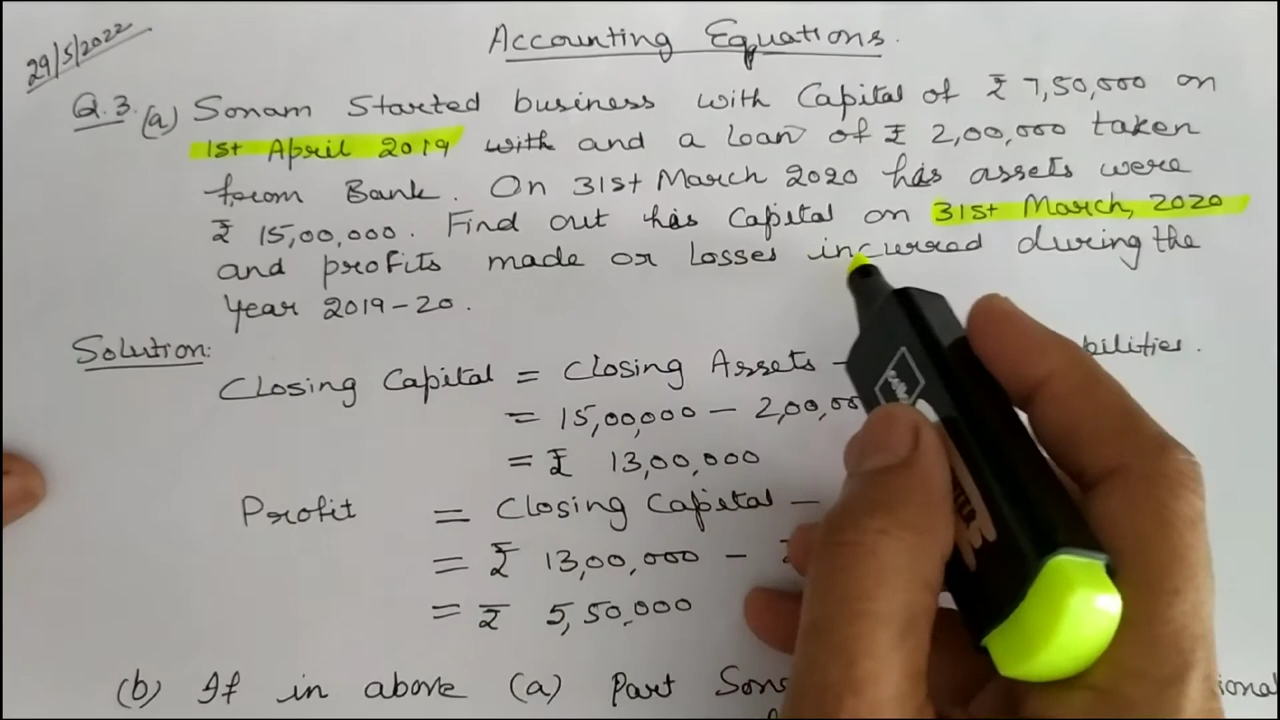 29/5/2022
Accounting Equations.
Q.3. (a) Sonam Started business with Capital of ₹ 7,50,000 on
1st April 2019 with and a loan of ₹ 2,00,000 taken
from Bank. On 31st March 2020 his assets were
₹ 15,00,000. Find out his Capital on 31st March, 2020
and profits made or Losses incurred during the
Year 2019-20.
Solution:
Closing Capital = Closing Assets - bilities.
= 15,00,000 - 2,00,00
= ₹ 13,00,000
Profit = Closing Capital -
= ₹ 13,00,000 -
= ₹ 5,50,000
(b) If in above (a) Part Son ional